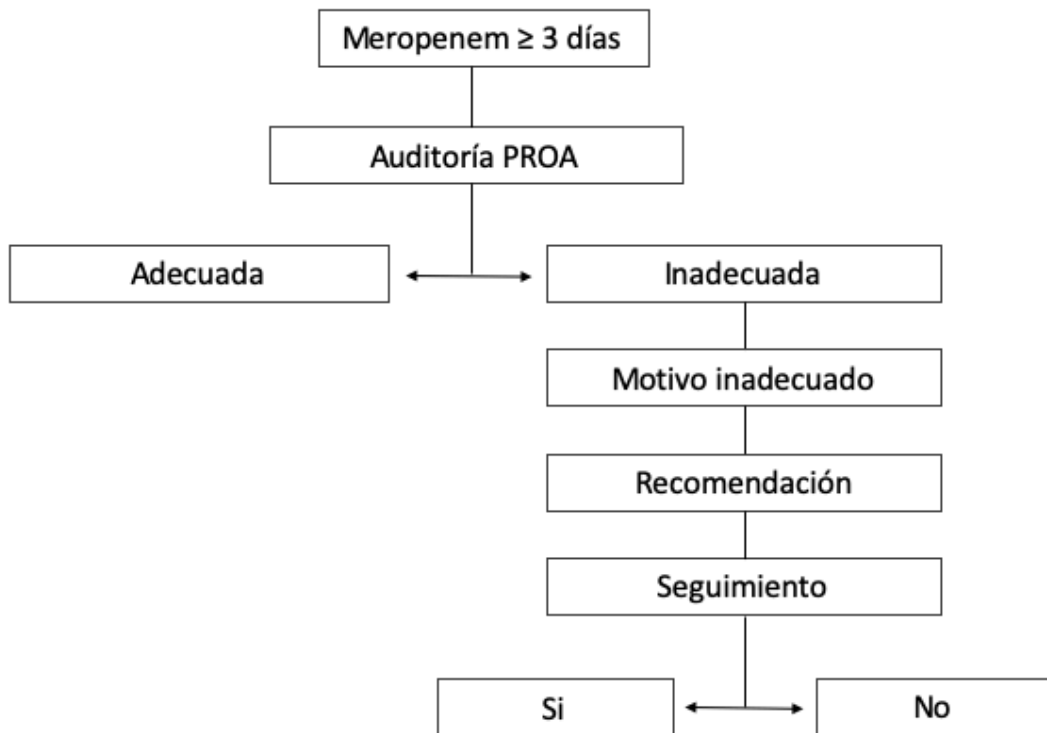 Meropenem ≥ 3 días
Auditoría PROA
Adecuada
Inadecuada
Motivo inadecuado
Recomendación
Seguimiento
Si
No